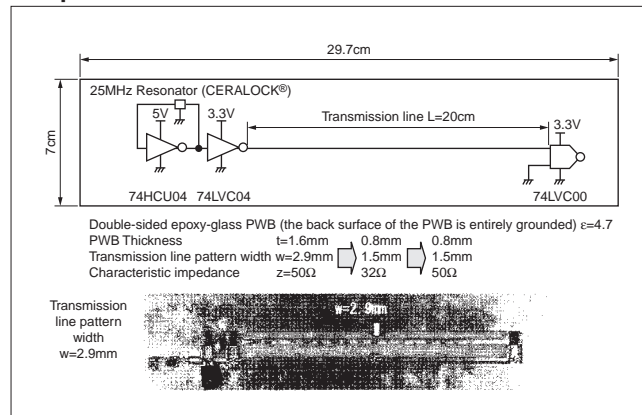 29.7cm
25MHz Resonator (CERALOCK®)
5V
3.3V
Transmission line L=20cm
3.3V
7cm
74HCU04 74LVC04
74LVC00
Double-sided epoxy-glass PWB (the back surface of the PWB is entirely grounded) ε=4.7
PWB Thickness t=1.6mm 0.8mm 0.8mm
Transmission line pattern width w=2.9mm 1.5mm 1.5mm
Characteristic impedance z=50Ω 32Ω 50Ω
Transmission
line pattern
width
w=2.9mm
w=2.9mm